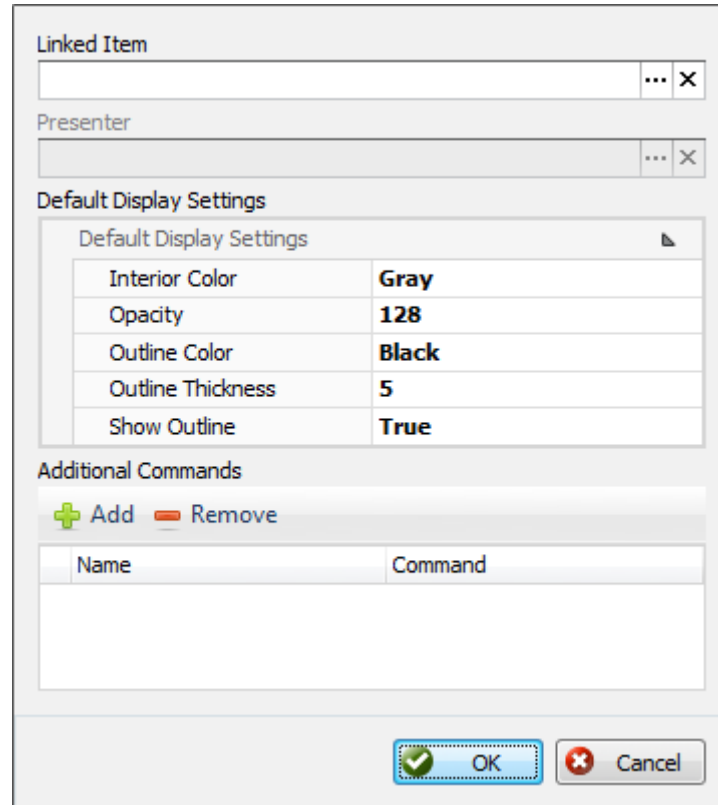 Linked Item
Presenter
Default Display Settings
Default Display Settings
Interior Color Gray
Opacity 128
Outline Color Black
Outline Thickness 5
Show Outline True
Additional Commands
Add Remove
Name Command
OK Cancel